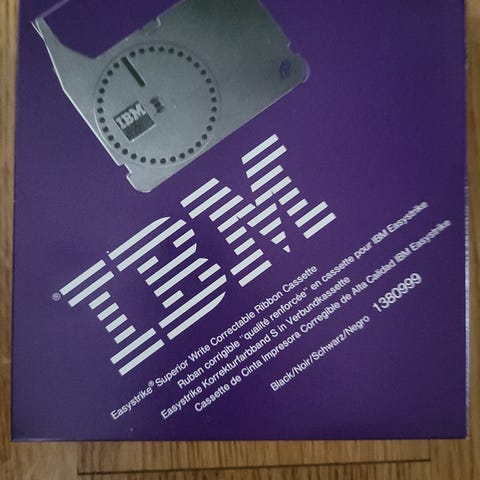 IBM
IBM®
Easystrike® Superior Write Correctable Ribbon Cassette
Ruban corrigible "qualité renforcée" en cassette pour IBM Easystrike
Easystrike Korrekturfarbband S in Verbundkassette
Cassette de Cinta Impresora Corregible de Alta Calidad IBM Easystrike
Black/Noir/Schwarz/Negro 1380999